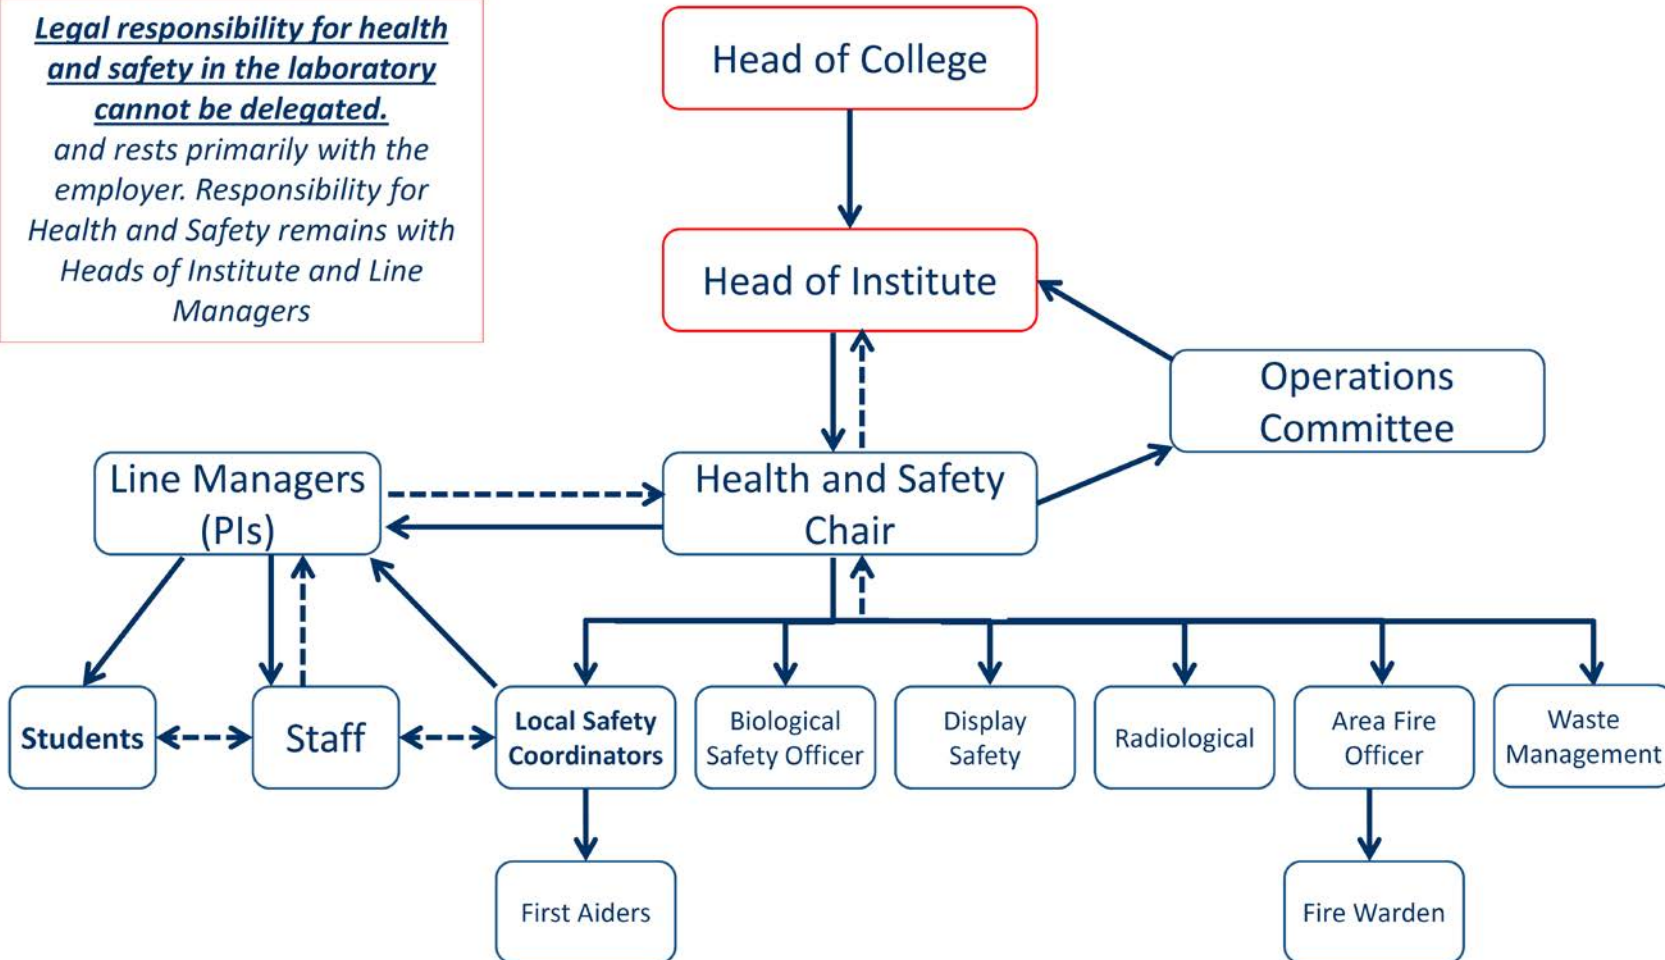 Legal responsibility for health
and safety in the laboratory
cannot be delegated.
and rests primarily with the
employer. Responsibility for
Health and Safety remains with
Heads of Institute and Line
Managers
Head of College
Head of Institute
Operations
Committee
Line Managers
(PIs)
Health and Safety
Chair
Students
Staff
Local Safety
Coordinators
Biological
Safety Officer
Display
Safety
Radiological
Area Fire
Officer
Waste
Management
First Aiders
Fire Warden